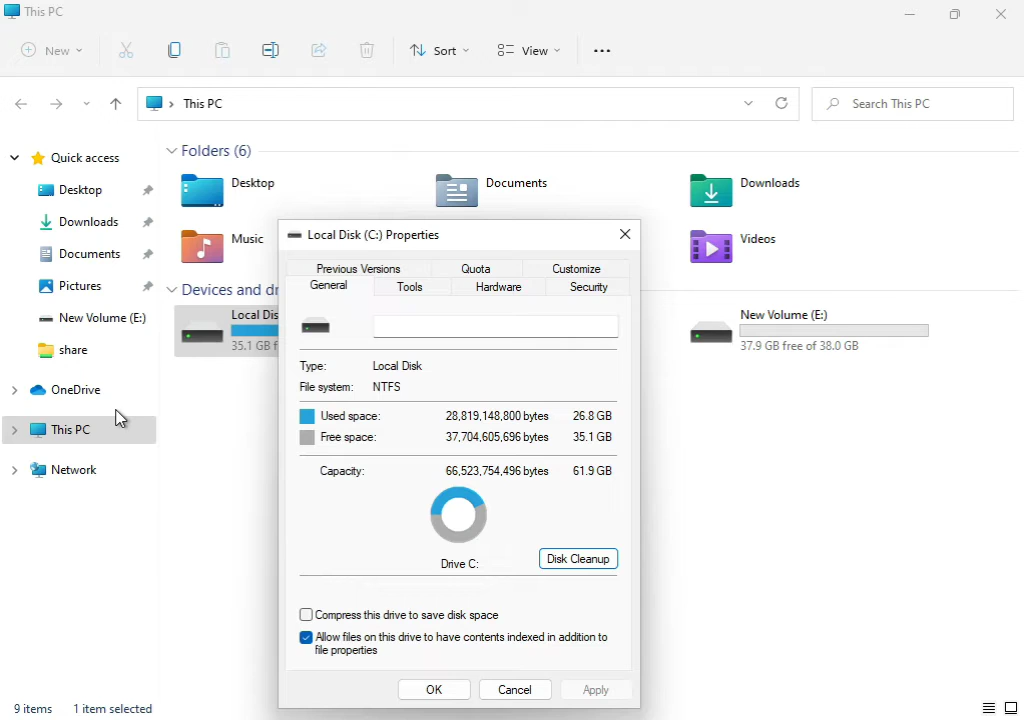 This PC
New
Sort
View
This PC
Search This PC
Quick access
Desktop
Downloads
Documents
Pictures
New Volume (E:)
share
OneDrive
This PC
Network
Folders (6)
Desktop
Documents
Downloads
Music
Videos
Devices and dr
Local Dis
35.1 GB f
New Volume (E:)
37.9 GB free of 38.0 GB
Local Disk (C:) Properties
Previous Versions Quota Customize
General Tools Hardware Security
Type: Local Disk
File system: NTFS
Used space: 28,819,148,800 bytes 26.8 GB
Free space: 37,704,605,696 bytes 35.1 GB
Capacity: 66,523,754,496 bytes 61.9 GB
Drive C:
Disk Cleanup
Compress this drive to save disk space
Allow files on this drive to have contents indexed in addition to
file properties
OK Cancel Apply
9 items 1 item selected